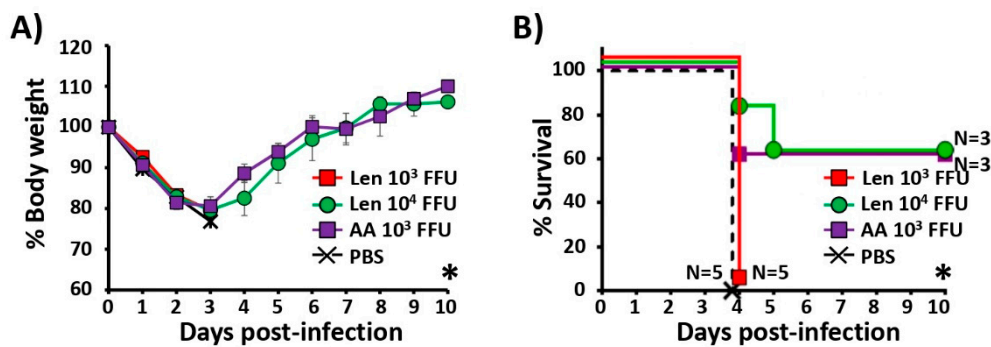 A)
% Body weight
120
110
100
90
80
70
60
0 1 2 3 4 5 6 7 8 9 10
Days post-infection
Len 10³ FFU
Len 10⁴ FFU
AA 10³ FFU
PBS
*
B)
% Survival
100
80
60
40
20
0
0 1 2 3 4 5 6 7 8 9 10
Days post-infection
N=3
N=3
Len 10³ FFU
Len 10⁴ FFU
AA 10³ FFU
PBS
N=5 N=5
*